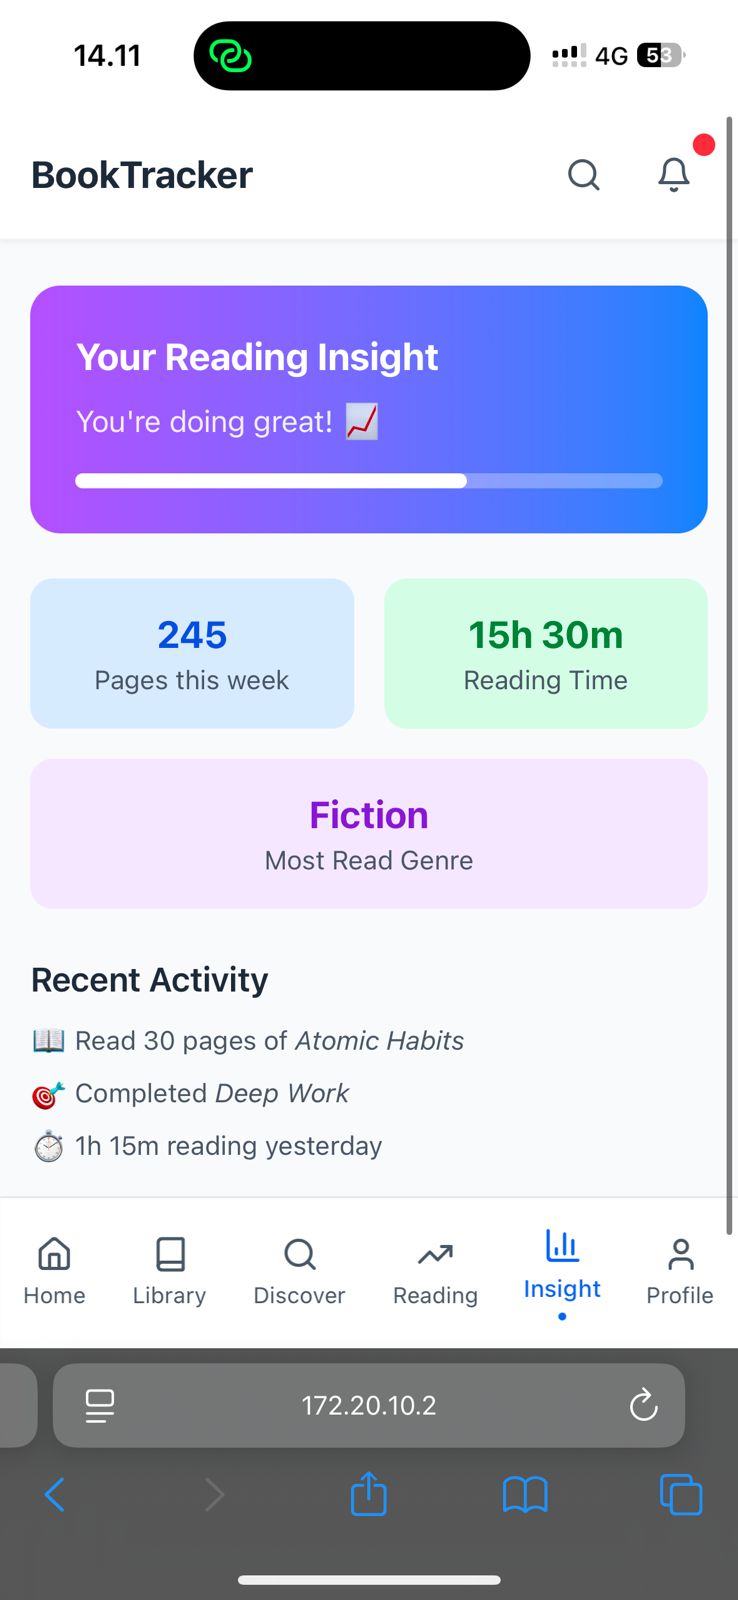 14.11
4G 53
BookTracker
Your Reading Insight
You're doing great! 📈
245
Pages this week
15h 30m
Reading Time
Fiction
Most Read Genre
Recent Activity
📖 Read 30 pages of Atomic Habits
🎯 Completed Deep Work
⏱️ 1h 15m reading yesterday
Home Library Discover Reading Insight Profile
172.20.10.2